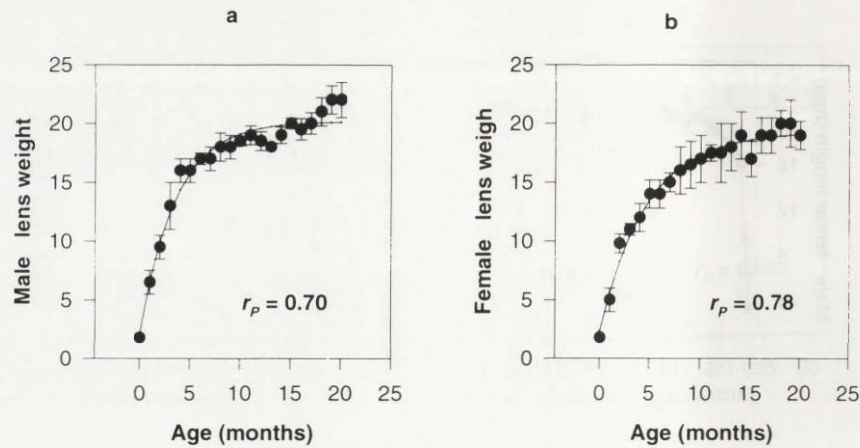 a
25
20
15
10
5
0
Male lens weight
r_P = 0.70
0 5 10 15 20 25
Age (months)
b
25
20
15
10
5
0
Female lens weigh
r_P = 0.78
0 5 10 15 20 25
Age (months)